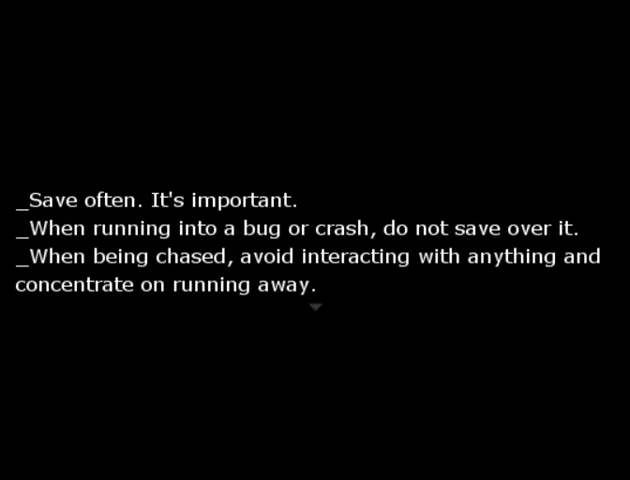 _Save often. It's important.
_When running into a bug or crash, do not save over it.
_When being chased, avoid interacting with anything and
concentrate on running away.